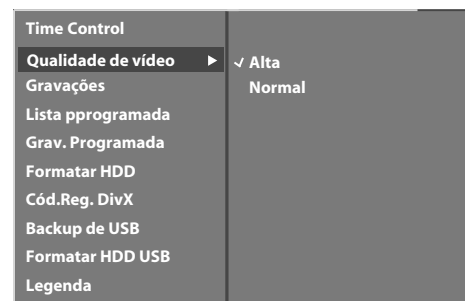 Time Control
Qualidade de vídeo
Gravações
Lista pprogramada
Grav. Programada
Formatar HDD
Cód.Reg. DivX
Backup de USB
Formatar HDD USB
Legenda
Alta
Normal